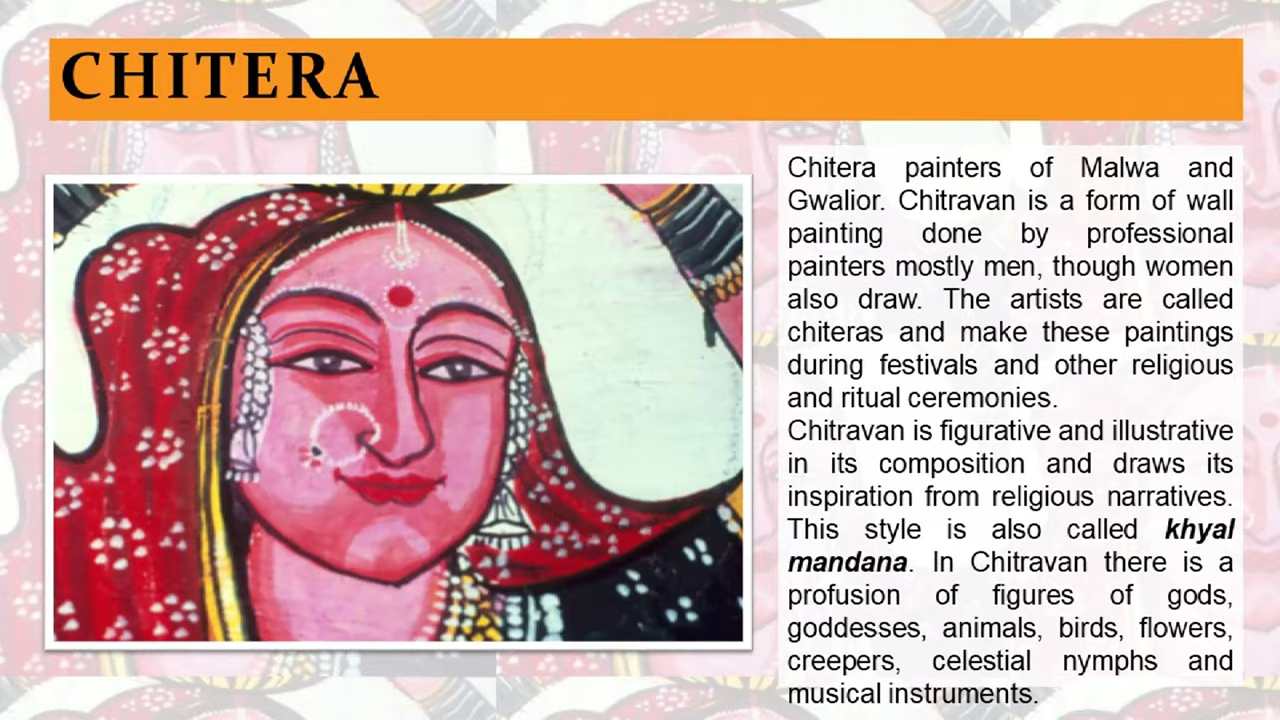 CHITERA
Chitera painters of Malwa and
Gwalior. Chitravan is a form of wall
painting done by professional
painters mostly men, though women
also draw. The artists are called
chiteras and make these paintings
during festivals and other religious
and ritual ceremonies.
Chitravan is figurative and illustrative
in its composition and draws its
inspiration from religious narratives.
This style is also called khyal
mandana. In Chitravan there is a
profusion of figures of gods,
goddesses, animals, birds, flowers,
creepers, celestial nymphs and
musical instruments.